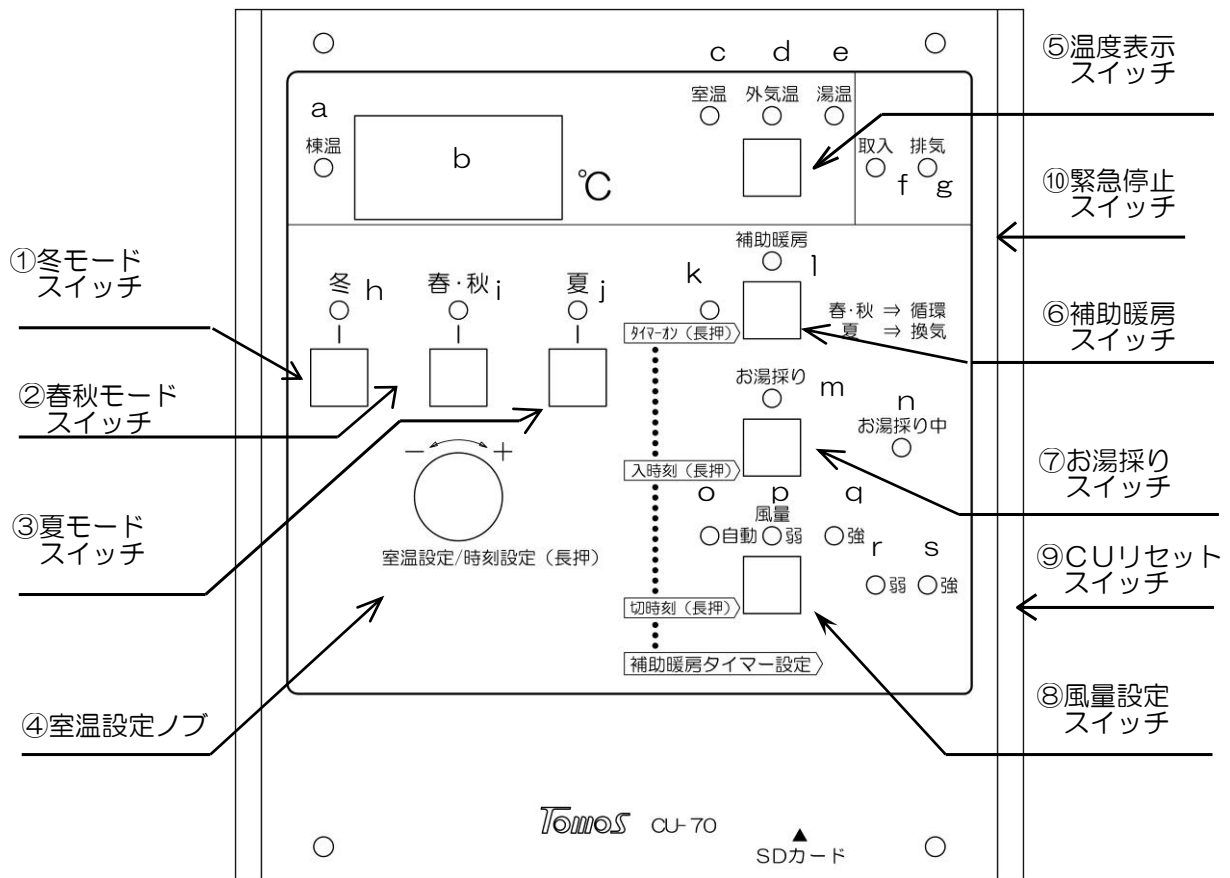 c d e
⑤温度表示
スイッチ
室温 外気温 湯温
a
棟温
b
℃
取入 排気
f g
⑩緊急停止
スイッチ
①冬モード
スイッチ
冬 h
春・秋 i
夏 j
補助暖房
k l
春・秋 ⇒ 循環
夏 ⇒ 換気
タイマーオン（長押）
⑥補助暖房
スイッチ
②春秋モード
スイッチ
お湯採り
m
n
お湯採り中
－ ＋
入時刻（長押）
⑦お湯採り
スイッチ
③夏モード
スイッチ
o p q
風量
自動 弱 強
室温設定/時刻設定（長押）
r s
弱 強
⑨CUリセット
スイッチ
切時刻（長押）
補助暖房タイマー設定
④室温設定ノブ
⑧風量設定
スイッチ
Tomos CU-70
▲
SDカード